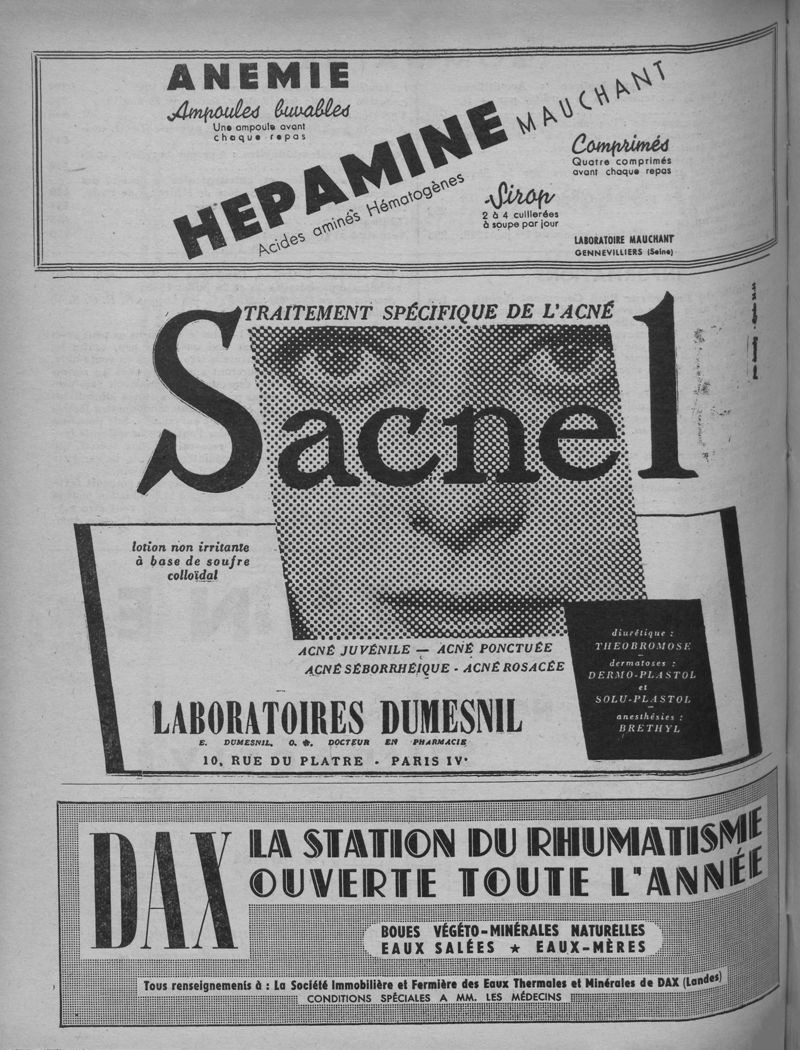 ANEMIE
Ampoules buvables
Une ampoule avant
chaque repas
HEPAMINE MAUCHANT
Acides aminés Hématogènes
Comprimés
Quatre comprimés
avant chaque repas
Sirop
2 à 4 cuillerées
à soupe par jour
LABORATOIRE MAUCHANT
GENNEVILLIERS (Seine)
TRAITEMENT SPÉCIFIQUE DE L'ACNÉ
Sacnel
lotion non irritante
à base de soufre
colloïdal
ACNÉ JUVÉNILE — ACNÉ PONCTUÉE
ACNÉ SÉBORRHÉIQUE - ACNÉ ROSACÉE
diurétique :
THEOBROMOSE
—
dermatoses :
DERMO-PLASTOL
et
SOLU-PLASTOL
—
anesthésies :
BRETHYL
LABORATOIRES DUMESNIL
E. DUMESNIL, O. ✻, DOCTEUR EN PHARMACIE
10, RUE DU PLATRE - PARIS IVe
DAX
LA STATION DU RHUMATISME
OUVERTE TOUTE L'ANNÉE
BOUES VÉGÉTO-MINÉRALES NATURELLES
EAUX SALÉES ★ EAUX-MÈRES
Tous renseignements à : La Société Immobilière et Fermière des Eaux Thermales et Minérales de DAX (Landes)
CONDITIONS SPÉCIALES A MM. LES MÉDECINS